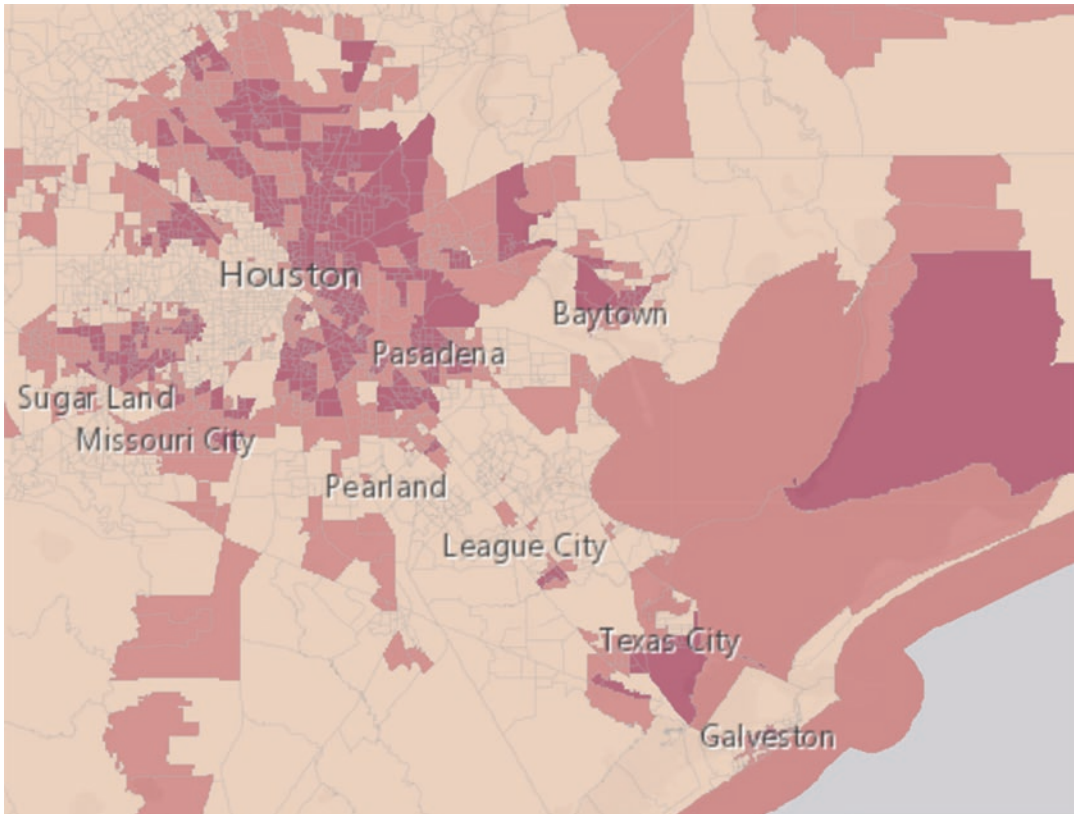 Houston
Baytown
Pasadena
Sugar Land
Missouri City
Pearland
League City
Texas City
Galveston